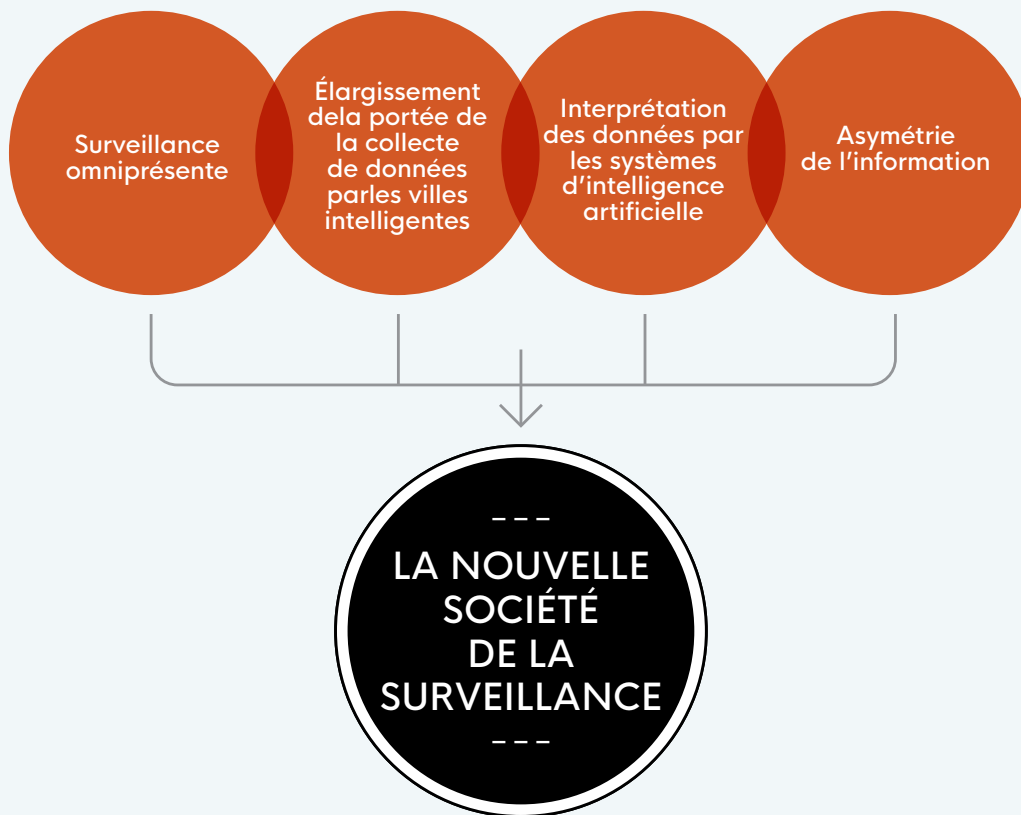 Surveillance
omniprésente
Élargissement
dela portée de
la collecte
de données
parles villes
intelligentes
Interprétation
des données par
les systèmes
d’intelligence
artificielle
Asymétrie
de l’information
– – –
LA NOUVELLE
SOCIÉTÉ
DE LA
SURVEILLANCE
– – –